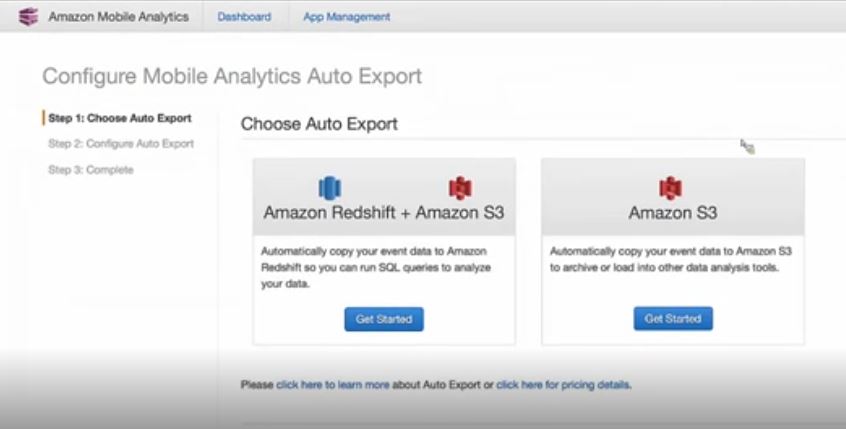 Amazon Mobile Analytics Dashboard App Management
Configure Mobile Analytics Auto Export
Step 1: Choose Auto Export
Step 2: Configure Auto Export
Step 3: Complete
Choose Auto Export
Amazon Redshift + Amazon S3
Automatically copy your event data to Amazon
Redshift so you can run SQL queries to analyze
your data.
Get Started
Amazon S3
Automatically copy your event data to Amazon S3
to archive or load into other data analysis tools.
Get Started
Please click here to learn more about Auto Export or click here for pricing details.